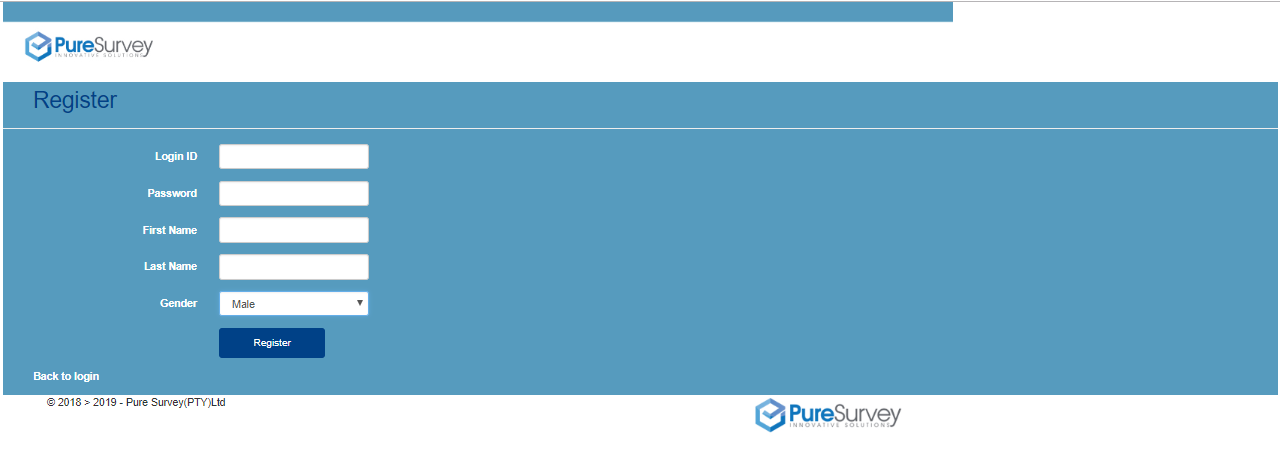 PureSurvey
INNOVATIVE SOLUTIONS
Register
Login ID
Password
First Name
Last Name
Gender Male
Register
Back to login
© 2018 > 2019 - Pure Survey(PTY)Ltd
PureSurvey
INNOVATIVE SOLUTIONS